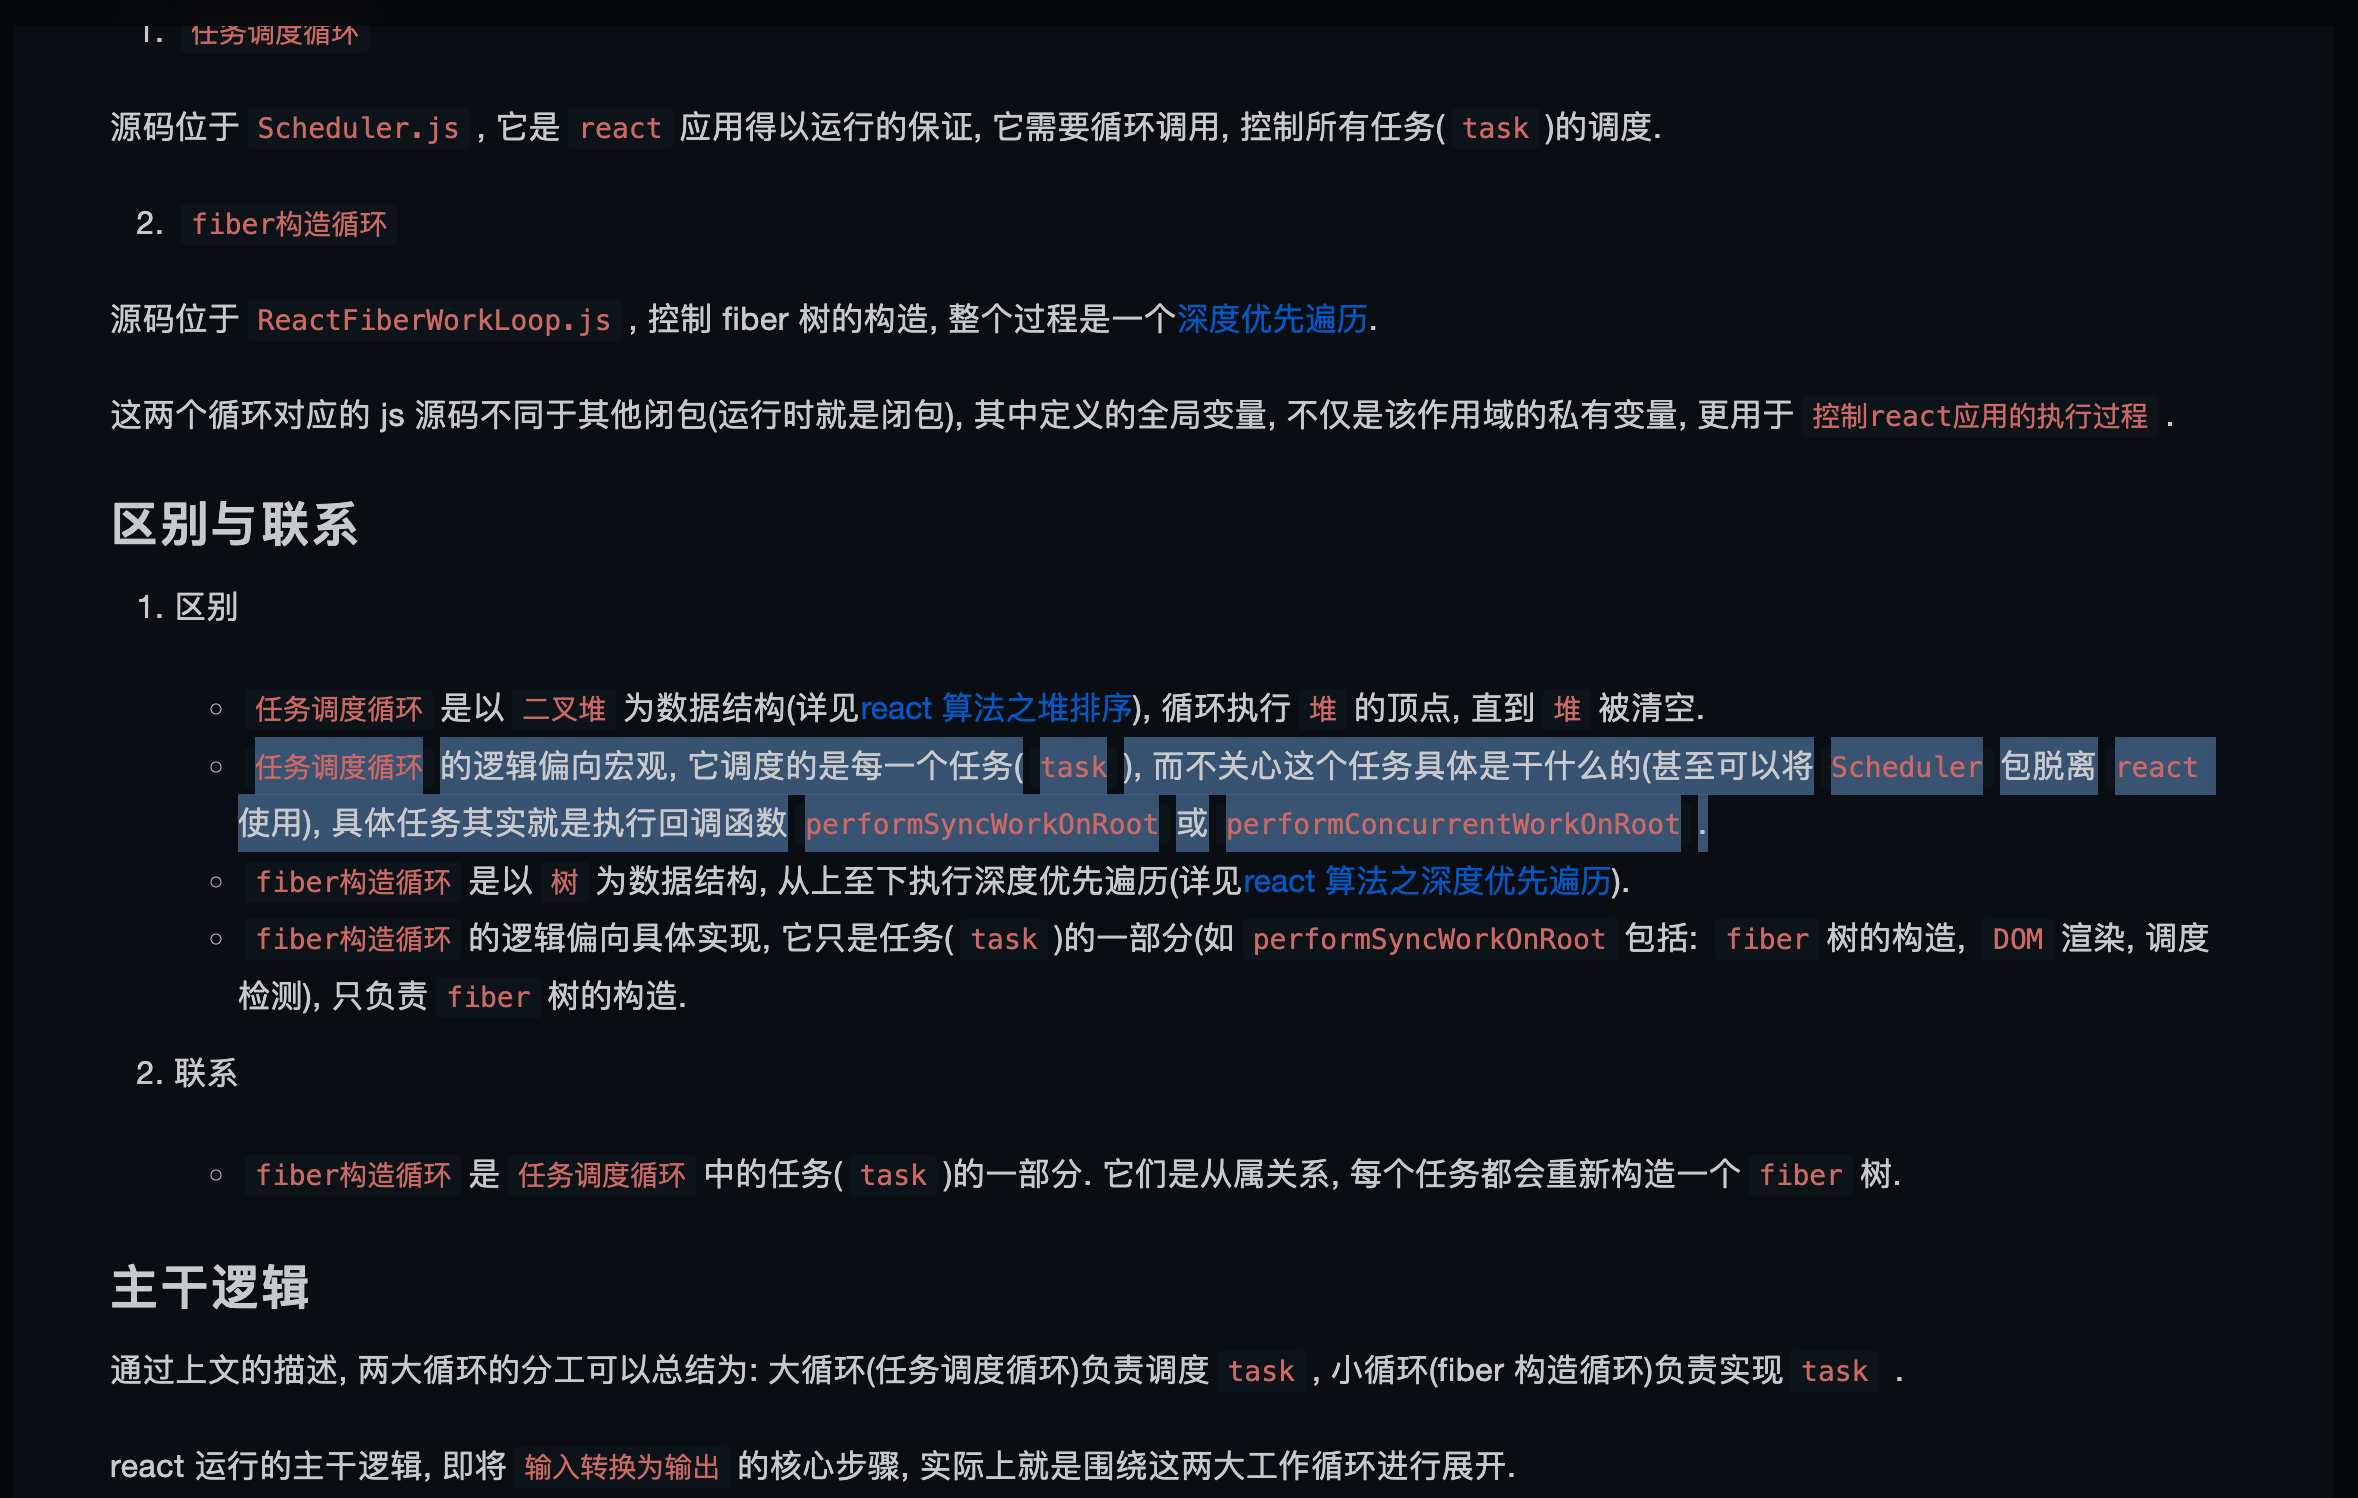 1. 任务调度循环
源码位于 Scheduler.js , 它是 react 应用得以运行的保证, 它需要循环调用, 控制所有任务( task )的调度.
2. fiber构造循环
源码位于 ReactFiberWorkLoop.js , 控制 fiber 树的构造, 整个过程是一个深度优先遍历.
这两个循环对应的 js 源码不同于其他闭包(运行时就是闭包), 其中定义的全局变量, 不仅是该作用域的私有变量, 更用于 控制react应用的执行过程 .
区别与联系
1. 区别
○ 任务调度循环 是以 二叉堆 为数据结构(详见react 算法之堆排序), 循环执行 堆 的顶点, 直到 堆 被清空.
○ 任务调度循环 的逻辑偏向宏观, 它调度的是每一个任务( task ), 而不关心这个任务具体是干什么的(甚至可以将 Scheduler 包脱离 react
使用), 具体任务其实就是执行回调函数 performSyncWorkOnRoot 或 performConcurrentWorkOnRoot .
○ fiber构造循环 是以 树 为数据结构, 从上至下执行深度优先遍历(详见react 算法之深度优先遍历).
○ fiber构造循环 的逻辑偏向具体实现, 它只是任务( task )的一部分(如 performSyncWorkOnRoot 包括: fiber 树的构造, DOM 渲染, 调度
检测), 只负责 fiber 树的构造.
2. 联系
○ fiber构造循环 是 任务调度循环 中的任务( task )的一部分. 它们是从属关系, 每个任务都会重新构造一个 fiber 树.
主干逻辑
通过上文的描述, 两大循环的分工可以总结为: 大循环(任务调度循环)负责调度 task , 小循环(fiber 构造循环)负责实现 task .
react 运行的主干逻辑, 即将 输入转换为输出 的核心步骤, 实际上就是围绕这两大工作循环进行展开.